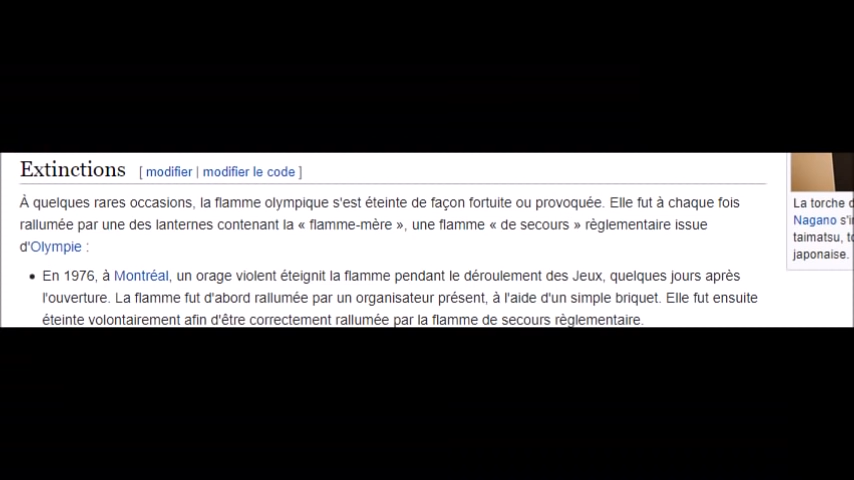 Extinctions [ modifier | modifier le code ]
À quelques rares occasions, la flamme olympique s'est éteinte de façon fortuite ou provoquée. Elle fut à chaque fois
rallumée par une des lanternes contenant la « flamme-mère », une flamme « de secours » règlementaire issue
d'Olympie :
• En 1976, à Montréal, un orage violent éteignit la flamme pendant le déroulement des Jeux, quelques jours après
l'ouverture. La flamme fut d'abord rallumée par un organisateur présent, à l'aide d'un simple briquet. Elle fut ensuite
éteinte volontairement afin d'être correctement rallumée par la flamme de secours règlementaire.
La torche
Nagano
taimatsu,
japonaise.